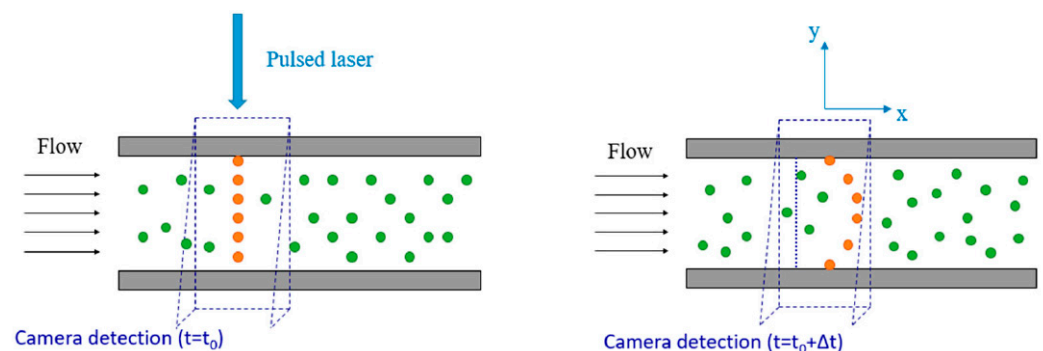 Pulsed laser
Flow
Camera detection (t=t₀)
y
x
Flow
Camera detection (t=t₀+Δt)